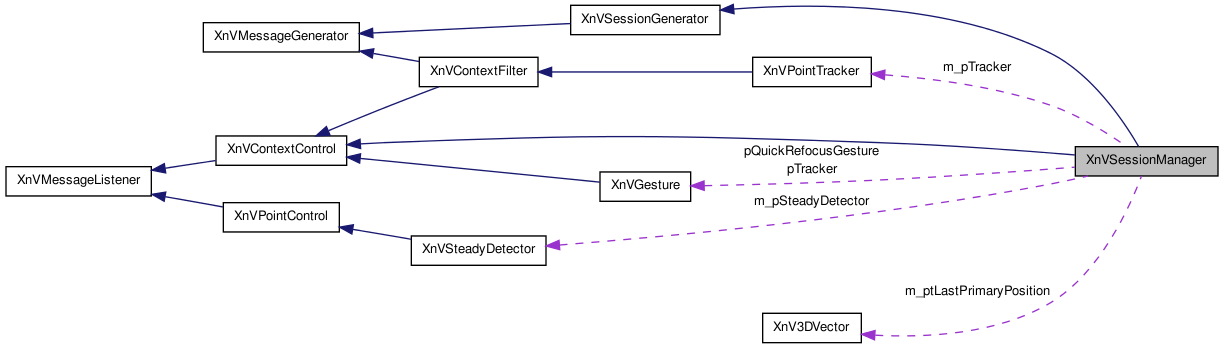 XnVSessionGenerator
XnVMessageGenerator
XnVContextFilter
XnVPointTracker
m_pTracker
XnVContextControl
pQuickRefocusGesture
pTracker
XnVSessionManager
XnVMessageListener
XnVGesture
m_pSteadyDetector
XnVPointControl
XnVSteadyDetector
m_ptLastPrimaryPosition
XnV3DVector